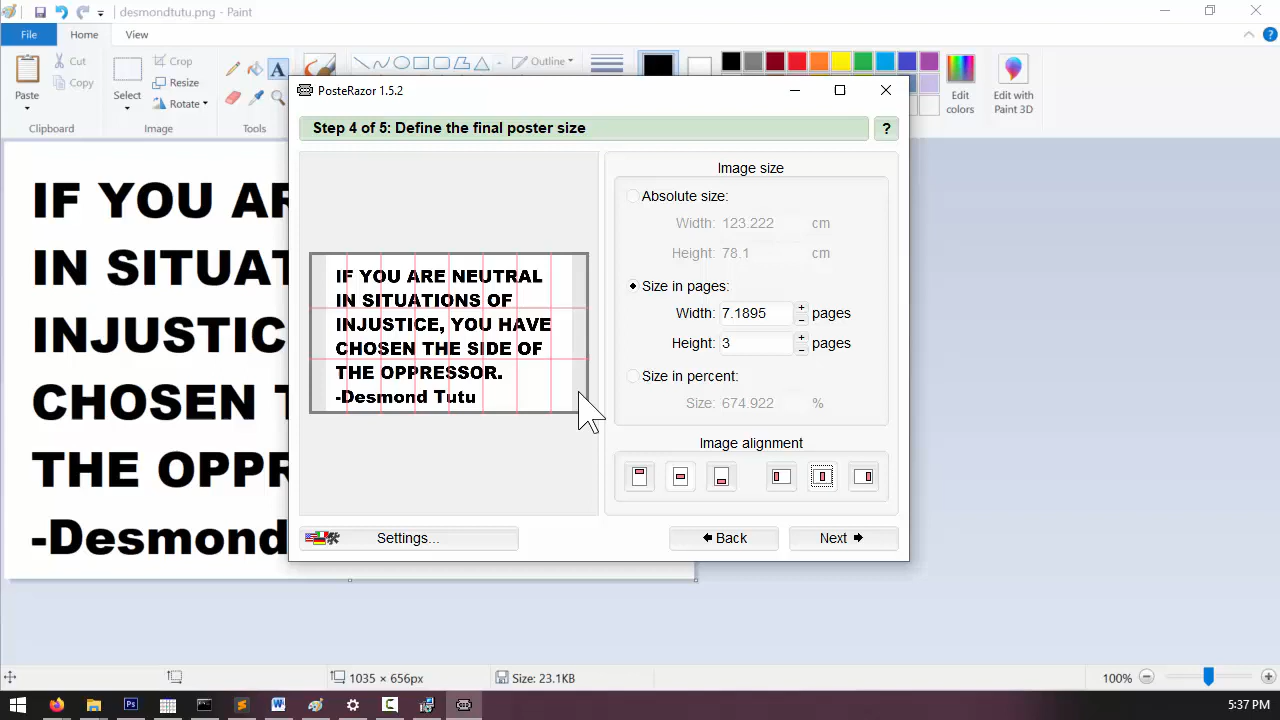 desmondtutu.png - Paint
File
Home
View
Paste
Cut
Copy
Clipboard
Select
Crop
Resize
Rotate
Image
Tools
Outline
Edit colors
Edit with Paint 3D
IF YOU AR
IN SITUAT
INJUSTIC
CHOSEN T
THE OPPR
-Desmond
PosteRazor 1.5.2
Step 4 of 5: Define the final poster size
?
IF YOU ARE NEUTRAL
IN SITUATIONS OF
INJUSTICE, YOU HAVE
CHOSEN THE SIDE OF
THE OPPRESSOR.
-Desmond Tutu
Image size
Absolute size:
Width: 123.222 cm
Height: 78.1 cm
Size in pages:
Width: 7.1895 pages
Height: 3 pages
Size in percent:
Size: 674.922 %
Image alignment
Settings...
Back
Next
1035 × 656px
Size: 23.1KB
100%
5:37 PM